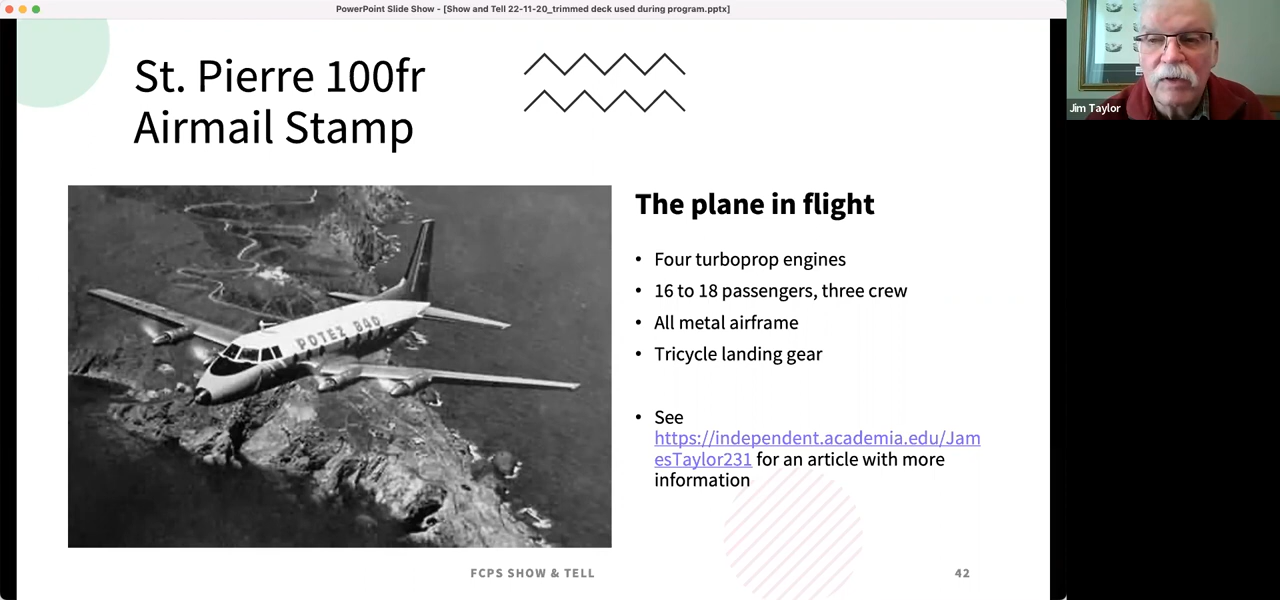 PowerPoint Slide Show - [Show and Tell 22-11-20_trimmed deck used during program.pptx]
St. Pierre 100fr
Airmail Stamp
Jim Taylor
POTEZ 840
The plane in flight
• Four turboprop engines
• 16 to 18 passengers, three crew
• All metal airframe
• Tricycle landing gear
• See
https://independent.academia.edu/Jam
esTaylor231 for an article with more
information
FCPS SHOW & TELL
42